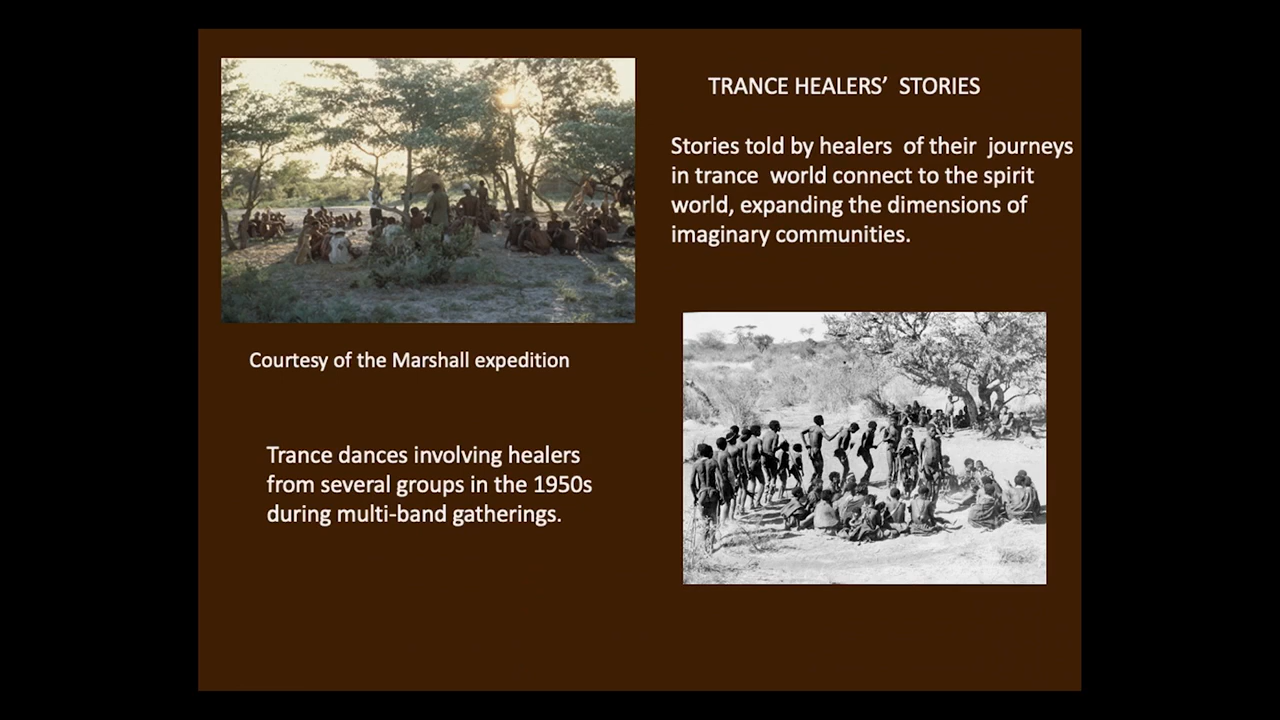 TRANCE HEALERS’ STORIES
Stories told by healers of their journeys
in trance world connect to the spirit
world, expanding the dimensions of
imaginary communities.
Courtesy of the Marshall expedition
Trance dances involving healers
from several groups in the 1950s
during multi-band gatherings.